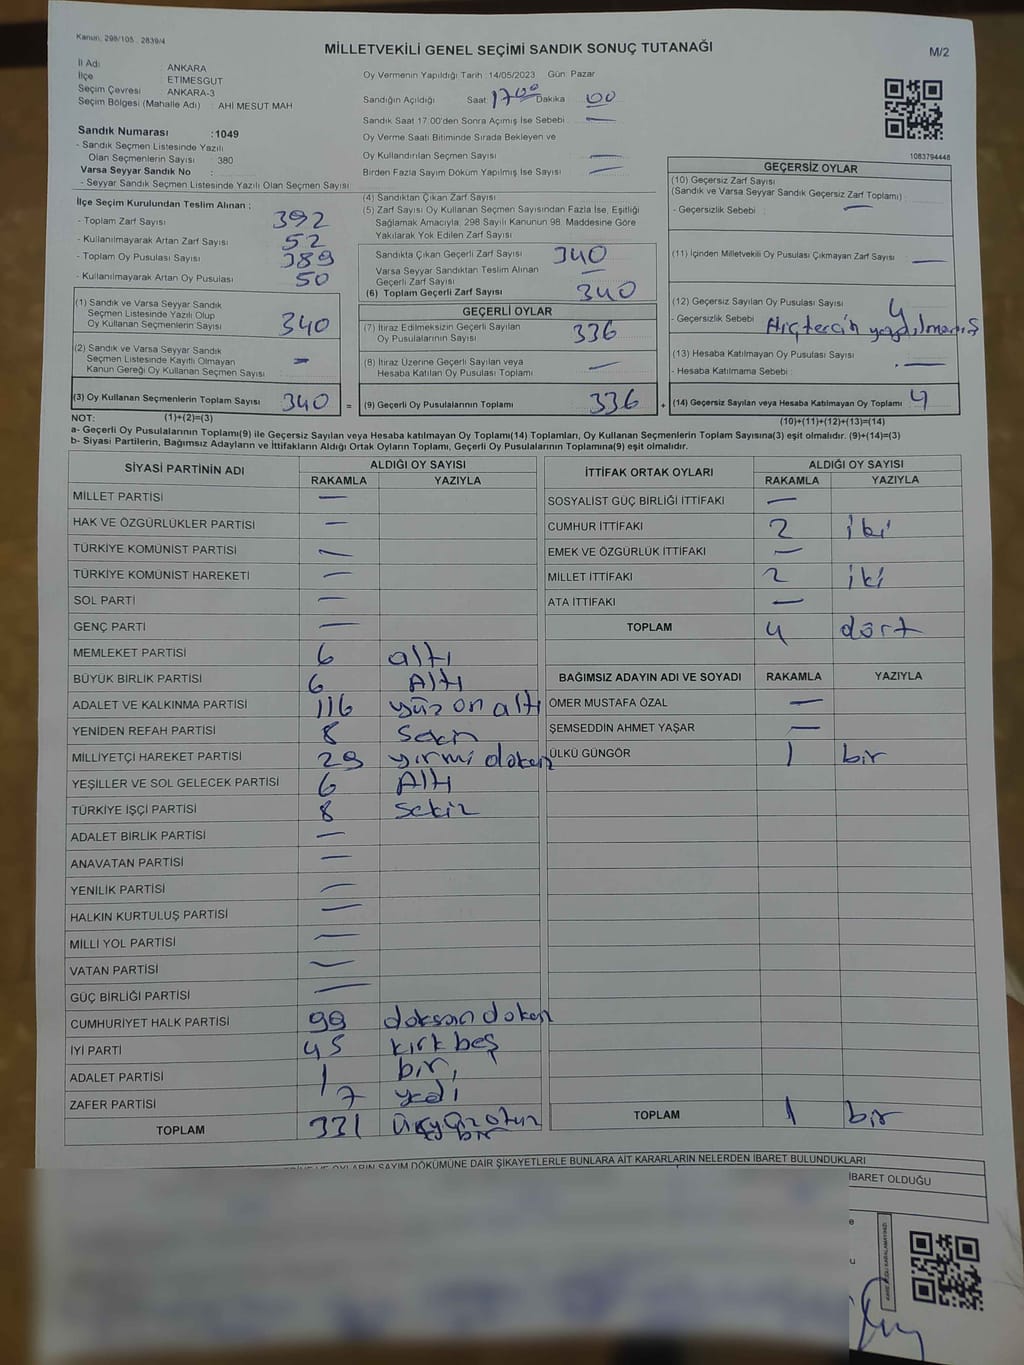 Kanun: 298/105 . 2839/4
MİLLETVEKİLİ GENEL SEÇİMİ SANDIK SONUÇ TUTANAĞI
M/2
İl Adı : ANKARA
İlçe : ETİMESGUT
Seçim Çevresi : ANKARA-3
Seçim Bölgesi (Mahalle Adı) : AHİ MESUT MAH
Sandık Numarası : 1049
- Sandık Seçmen Listesinde Yazılı
Olan Seçmenlerin Sayısı : 380
Varsa Seyyar Sandık No :
- Seyyar Sandık Seçmen Listesinde Yazılı Olan Seçmen Sayısı
Oy Vermenin Yapıldığı Tarih :14/05/2023 Gün: Pazar
Sandığın Açıldığı Saat: 17 00 Dakika 00
Sandık Saat 17.00'den Sonra Açılmış İse Sebebi : —
Oy Verme Saati Bitiminde Sırada Bekleyen ve
Oy Kullandırılan Seçmen Sayısı —
Birden Fazla Sayım Döküm Yapılmış İse Sayısı —
1083794448
İlçe Seçim Kurulundan Teslim Alınan ;
- Toplam Zarf Sayısı 392
- Kullanılmayarak Artan Zarf Sayısı 52
- Toplam Oy Pusulası Sayısı 389
- Kullanılmayarak Artan Oy Pusulası 50
(1) Sandık ve Varsa Seyyar Sandık
Seçmen Listesinde Yazılı Olup
Oy Kullanan Seçmenlerin Sayısı 340
(2) Sandık ve Varsa Seyyar Sandık
Seçmen Listesinde Kayıtlı Olmayan
Kanun Gereği Oy Kullanan Seçmen Sayısı —
(3) Oy Kullanan Seçmenlerin Toplam Sayısı 340 =
(4) Sandıktan Çıkan Zarf Sayısı
(5) Zarf Sayısı Oy Kullanan Seçmen Sayısından Fazla İse, Eşitliği
Sağlamak Amacıyla, 298 Sayılı Kanunun 98. Maddesine Göre
Yakılarak Yok Edilen Zarf Sayısı
Sandıkta Çıkan Geçerli Zarf Sayısı 340
Varsa Seyyar Sandıktan Teslim Alınan
Geçerli Zarf Sayısı —
(6) Toplam Geçerli Zarf Sayısı 340
GEÇERLİ OYLAR
(7) İtiraz Edilmeksizin Geçerli Sayılan
Oy Pusulalarının Sayısı 336
(8) İtiraz Üzerine Geçerli Sayılan veya
Hesaba Katılan Oy Pusulası Toplamı —
(9) Geçerli Oy Pusulalarının Toplamı 336 +
GEÇERSİZ OYLAR
(10) Geçersiz Zarf Sayısı
(Sandık ve Varsa Seyyar Sandık Geçersiz Zarf Toplamı) :
- Geçersizlik Sebebi : —
(11) İçinden Milletvekili Oy Pusulası Çıkmayan Zarf Sayısı —
(12) Geçersiz Sayılan Oy Pusulası Sayısı 4
- Geçersizlik Sebebi Hiç tercih yapılmamış
(13) Hesaba Katılmayan Oy Pusulası Sayısı
- Hesaba Katılmama Sebebi : —
(14) Geçersiz Sayılan veya Hesaba Katılmayan Oy Toplamı 4
NOT: (1)+(2)=(3)
(10)+(11)+(12)+(13)=(14)
a- Geçerli Oy Pusulalarının Toplamı(9) ile Geçersiz Sayılan veya Hesaba katılmayan Oy Toplamı(14) Toplamları, Oy Kullanan Seçmenlerin Toplam Sayısına(3) eşit olmalıdır. (9)+(14)=(3)
b- Siyasi Partilerin, Bağımsız Adayların ve İttifakların Aldığı Ortak Oyların Toplamı, Geçerli Oy Pusulalarının Toplamına(9) eşit olmalıdır.
SİYASİ PARTİNİN ADI ALDIĞI OY SAYISI
RAKAMLA YAZIYLA
MİLLET PARTİSİ —
HAK VE ÖZGÜRLÜKLER PARTİSİ —
TÜRKİYE KOMÜNİST PARTİSİ —
TÜRKİYE KOMÜNİST HAREKETİ —
SOL PARTİ —
GENÇ PARTİ —
MEMLEKET PARTİSİ 6 altı
BÜYÜK BİRLİK PARTİSİ 6 Altı
ADALET VE KALKINMA PARTİSİ 116 yüz on altı
YENİDEN REFAH PARTİSİ 8 Sekiz
MİLLİYETÇİ HAREKET PARTİSİ 29 yirmi dokuz
YEŞİLLER VE SOL GELECEK PARTİSİ 6 Altı
TÜRKİYE İŞÇİ PARTİSİ 8 sekiz
ADALET BİRLİK PARTİSİ —
ANAVATAN PARTİSİ —
YENİLİK PARTİSİ —
HALKIN KURTULUŞ PARTİSİ —
MİLLİ YOL PARTİSİ —
VATAN PARTİSİ —
GÜÇ BİRLİĞİ PARTİSİ —
CUMHURİYET HALK PARTİSİ 99 doksan dokuz
İYİ PARTİ 45 kırk beş
ADALET PARTİSİ 1 bir
ZAFER PARTİSİ 7 yedi
TOPLAM 331 üçyüz otuz bir
İTTİFAK ORTAK OYLARI ALDIĞI OY SAYISI
RAKAMLA YAZIYLA
SOSYALİST GÜÇ BİRLİĞİ İTTİFAKI —
CUMHUR İTTİFAKI 2 iki
EMEK VE ÖZGÜRLÜK İTTİFAKI —
MİLLET İTTİFAKI 2 iki
ATA İTTİFAKI —
TOPLAM 4 dört
BAĞIMSIZ ADAYIN ADI VE SOYADI RAKAMLA YAZIYLA
ÖMER MUSTAFA ÖZAL —
ŞEMSEDDİN AHMET YAŞAR —
ÜLKÜ GÜNGÖR 1 bir
TOPLAM 1 bir
VE OYLARIN SAYIM DÖKÜMÜNE DAİR ŞİKAYETLERLE BUNLARA AİT KARARLARIN NELERDEN İBARET BULUNDUKLARI
İBARET OLDUĞU